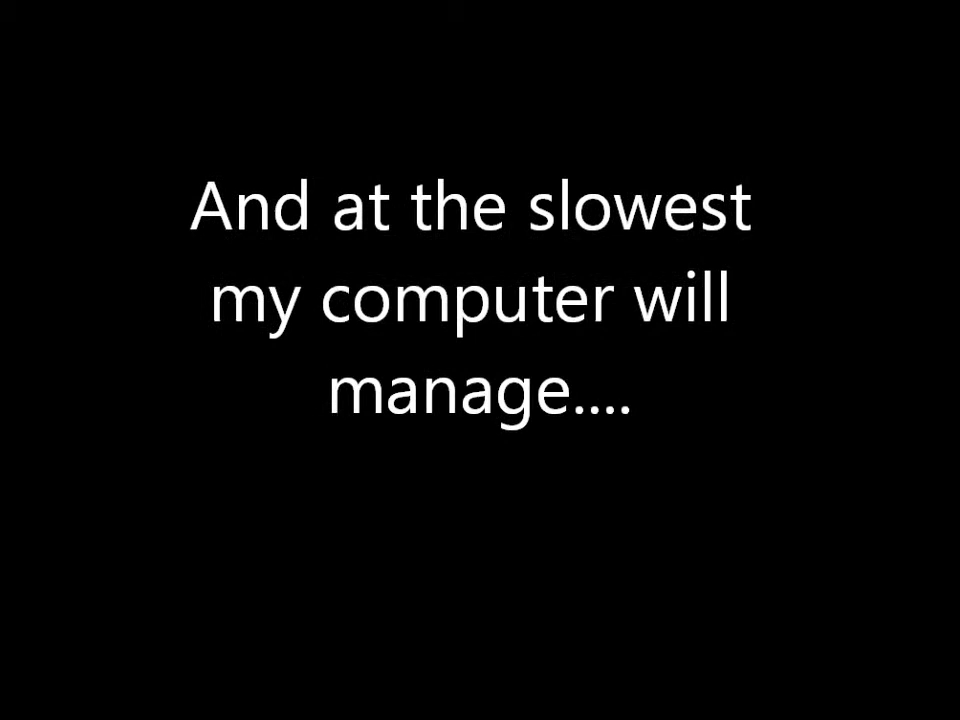 And at the slowest
my computer will
manage....